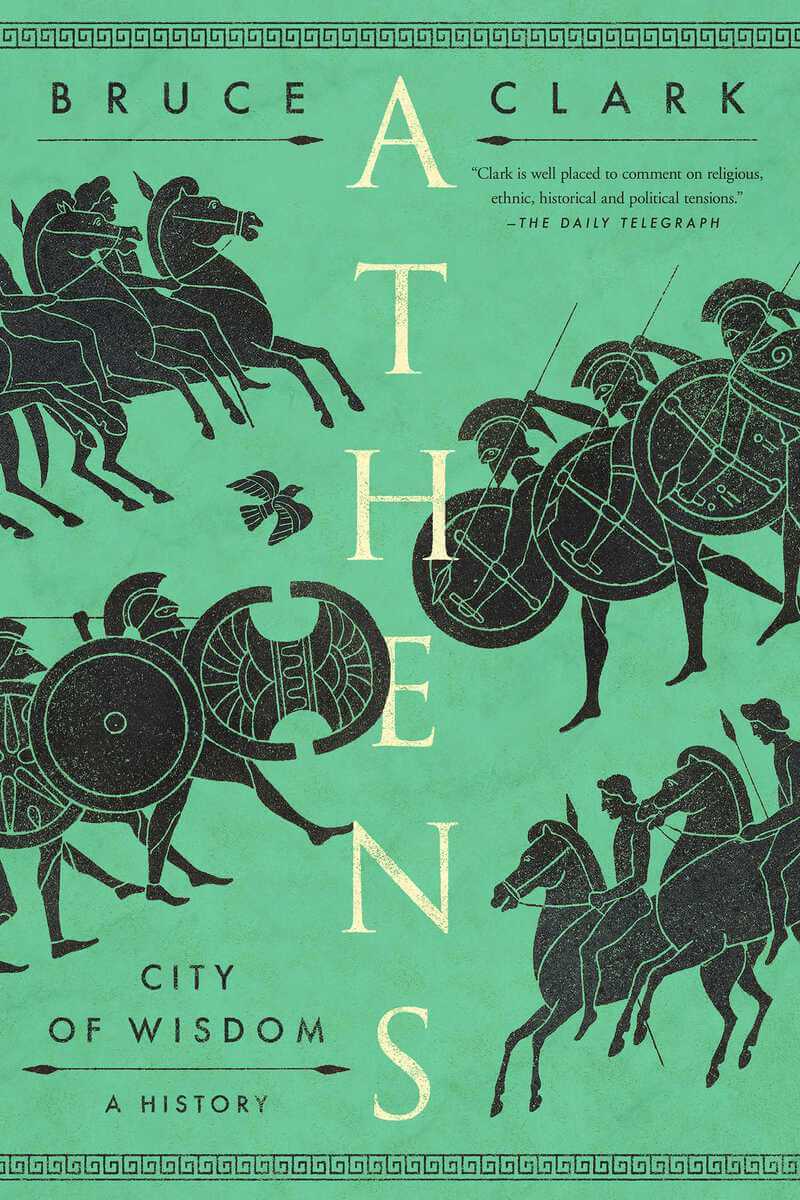 BRUCE CLARK
ATHENS
“Clark is well placed to comment on religious,
ethnic, historical and political tensions.”
–THE DAILY TELEGRAPH
CITY
OF WISDOM
A HISTORY